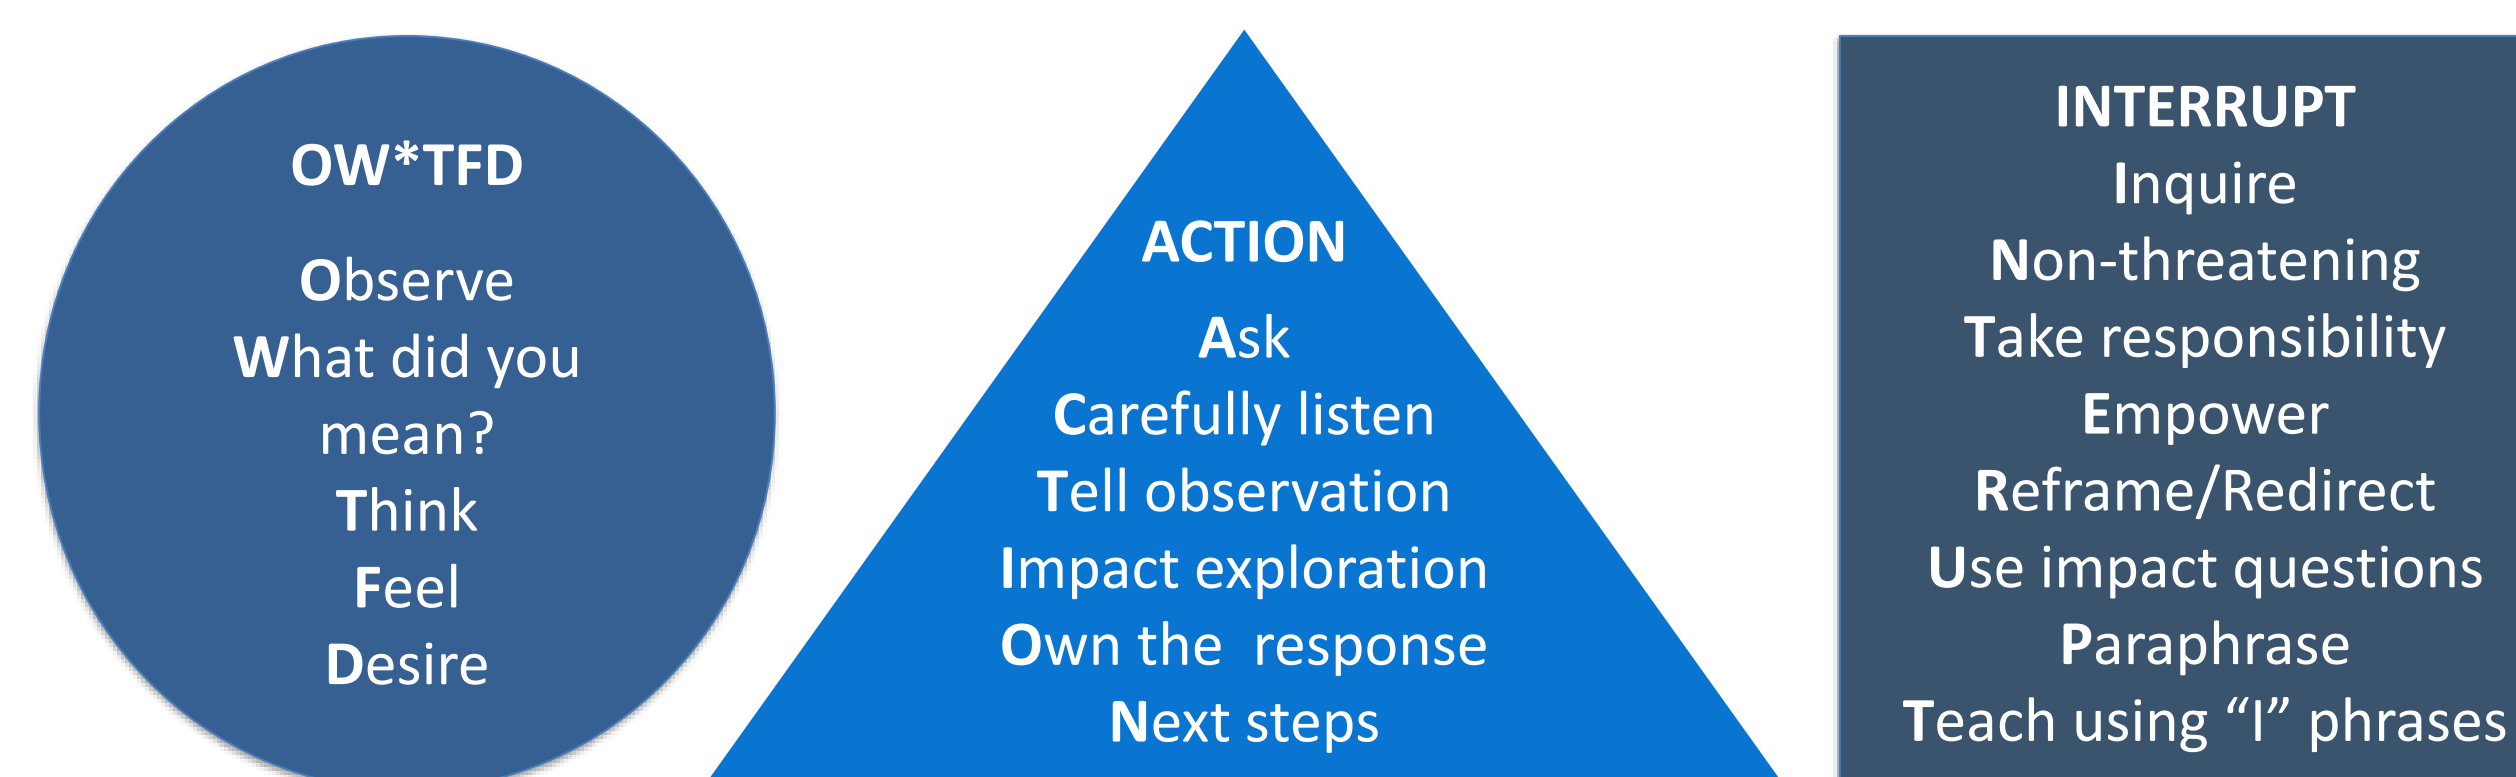 OW*TFD
Observe
What did you
mean?
Think
Feel
Desire
ACTION
Ask
Carefully listen
Tell observation
Impact exploration
Own the  response
Next steps
INTERRUPT
Inquire
Non-threatening
Take responsibility
Empower
Reframe/Redirect
Use impact questions
Paraphrase
Teach using “I” phrases